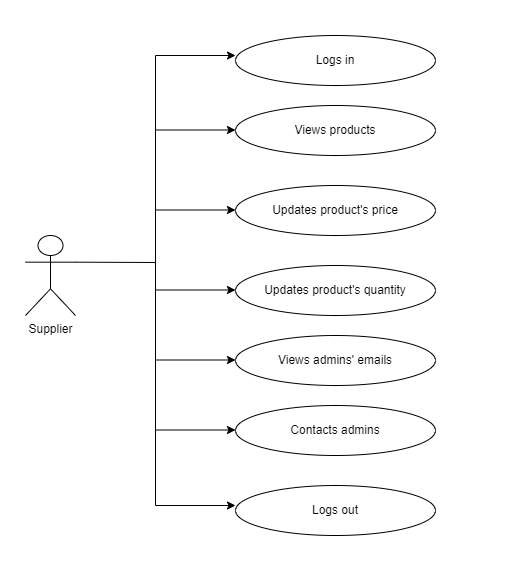 Logs in
Views products
Updates product's price
Updates product's quantity
Supplier
Views admins' emails
Contacts admins
Logs out